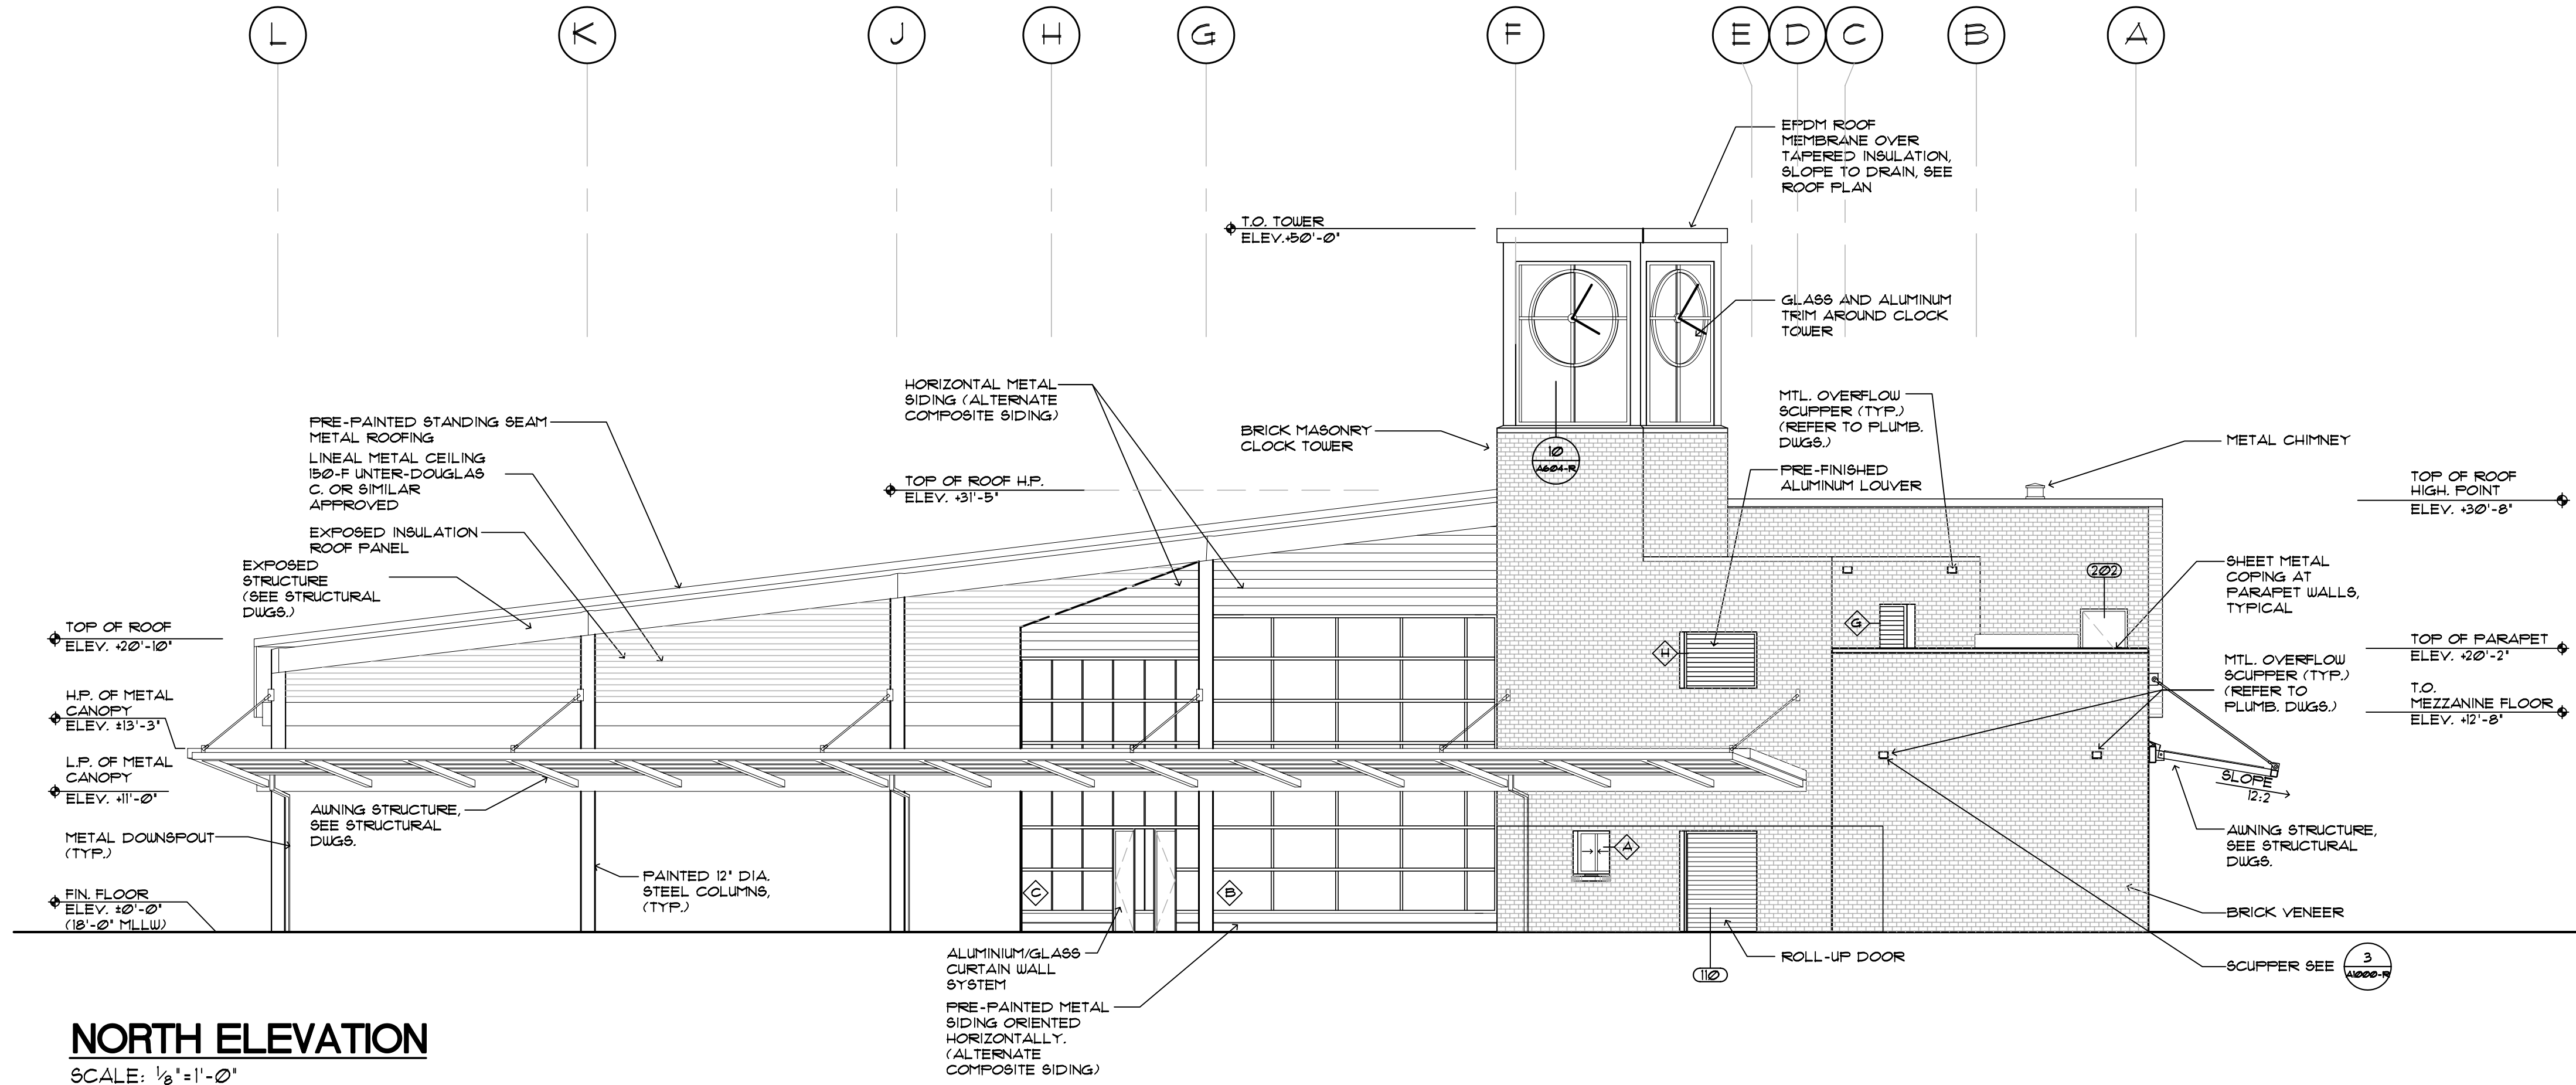 L K J H G F E D C B A
EPDM ROOF
MEMBRANE OVER
TAPERED INSULATION,
SLOPE TO DRAIN, SEE
ROOF PLAN
T.O. TOWER
ELEV.+50'-0"
GLASS AND ALUMINUM
TRIM AROUND CLOCK
TOWER
HORIZONTAL METAL
SIDING (ALTERNATE
COMPOSITE SIDING)
MTL. OVERFLOW
SCUPPER (TYP.)
(REFER TO PLUMB.
DWGS.)
PRE-PAINTED STANDING SEAM
METAL ROOFING
BRICK MASONRY
CLOCK TOWER
10
A604-R
METAL CHIMNEY
LINEAL METAL CEILING
150-F UNTER-DOUGLAS
C. OR SIMILAR
APPROVED
TOP OF ROOF H.P.
ELEV. +31'-5"
PRE-FINISHED
ALUMINUM LOUVER
TOP OF ROOF
HIGH. POINT
ELEV. +30'-8"
EXPOSED INSULATION
ROOF PANEL
EXPOSED
STRUCTURE
(SEE STRUCTURAL
DWGS.)
202
SHEET METAL
COPING AT
PARAPET WALLS,
TYPICAL
G
H
TOP OF ROOF
ELEV. +20'-10"
TOP OF PARAPET
ELEV. +20'-2"
MTL. OVERFLOW
SCUPPER (TYP.)
(REFER TO
PLUMB. DWGS.)
H.P. OF METAL
CANOPY
ELEV. ±13'-3"
T.O.
MEZZANINE FLOOR
ELEV. +12'-8"
L.P. OF METAL
CANOPY
ELEV. +11'-0"
SLOPE
12:2
AWNING STRUCTURE,
SEE STRUCTURAL
DWGS.
AWNING STRUCTURE,
SEE STRUCTURAL
DWGS.
METAL DOWNSPOUT
(TYP.)
A
PAINTED 12" DIA.
STEEL COLUMNS,
(TYP.)
C
B
FIN. FLOOR
ELEV. ±0'-0"
(18'-0" MLLW)
BRICK VENEER
ALUMINIUM/GLASS
CURTAIN WALL
SYSTEM
ROLL-UP DOOR
110
SCUPPER SEE
3
A1000-R
PRE-PAINTED METAL
SIDING ORIENTED
HORIZONTALLY.
(ALTERNATE
COMPOSITE SIDING)
NORTH ELEVATION
SCALE: 1/8"=1'-0"